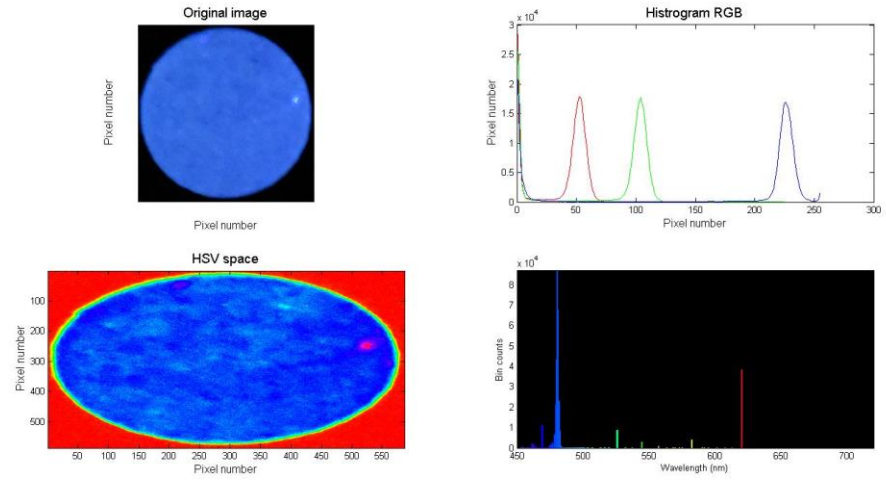 Original image
Pixel number
Pixel number
Histrogram RGB
x 10^4
3
2.5
2
1.5
1
0.5
0
Pixel number
0 50 100 150 200 250 300
Pixel number
HSV space
100
200
300
400
500
Pixel number
50 100 150 200 250 300 350 400 450 500 550
Pixel number
x 10^4
8
7
6
5
4
3
2
1
0
Bin counts
450 500 550 600 650 700
Wavelength (nm)